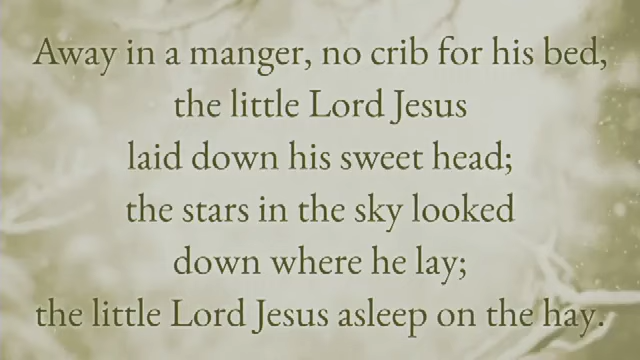 Away in a manger, no crib for his bed,
the little Lord Jesus
laid down his sweet head;
the stars in the sky looked
down where he lay;
the little Lord Jesus asleep on the hay.